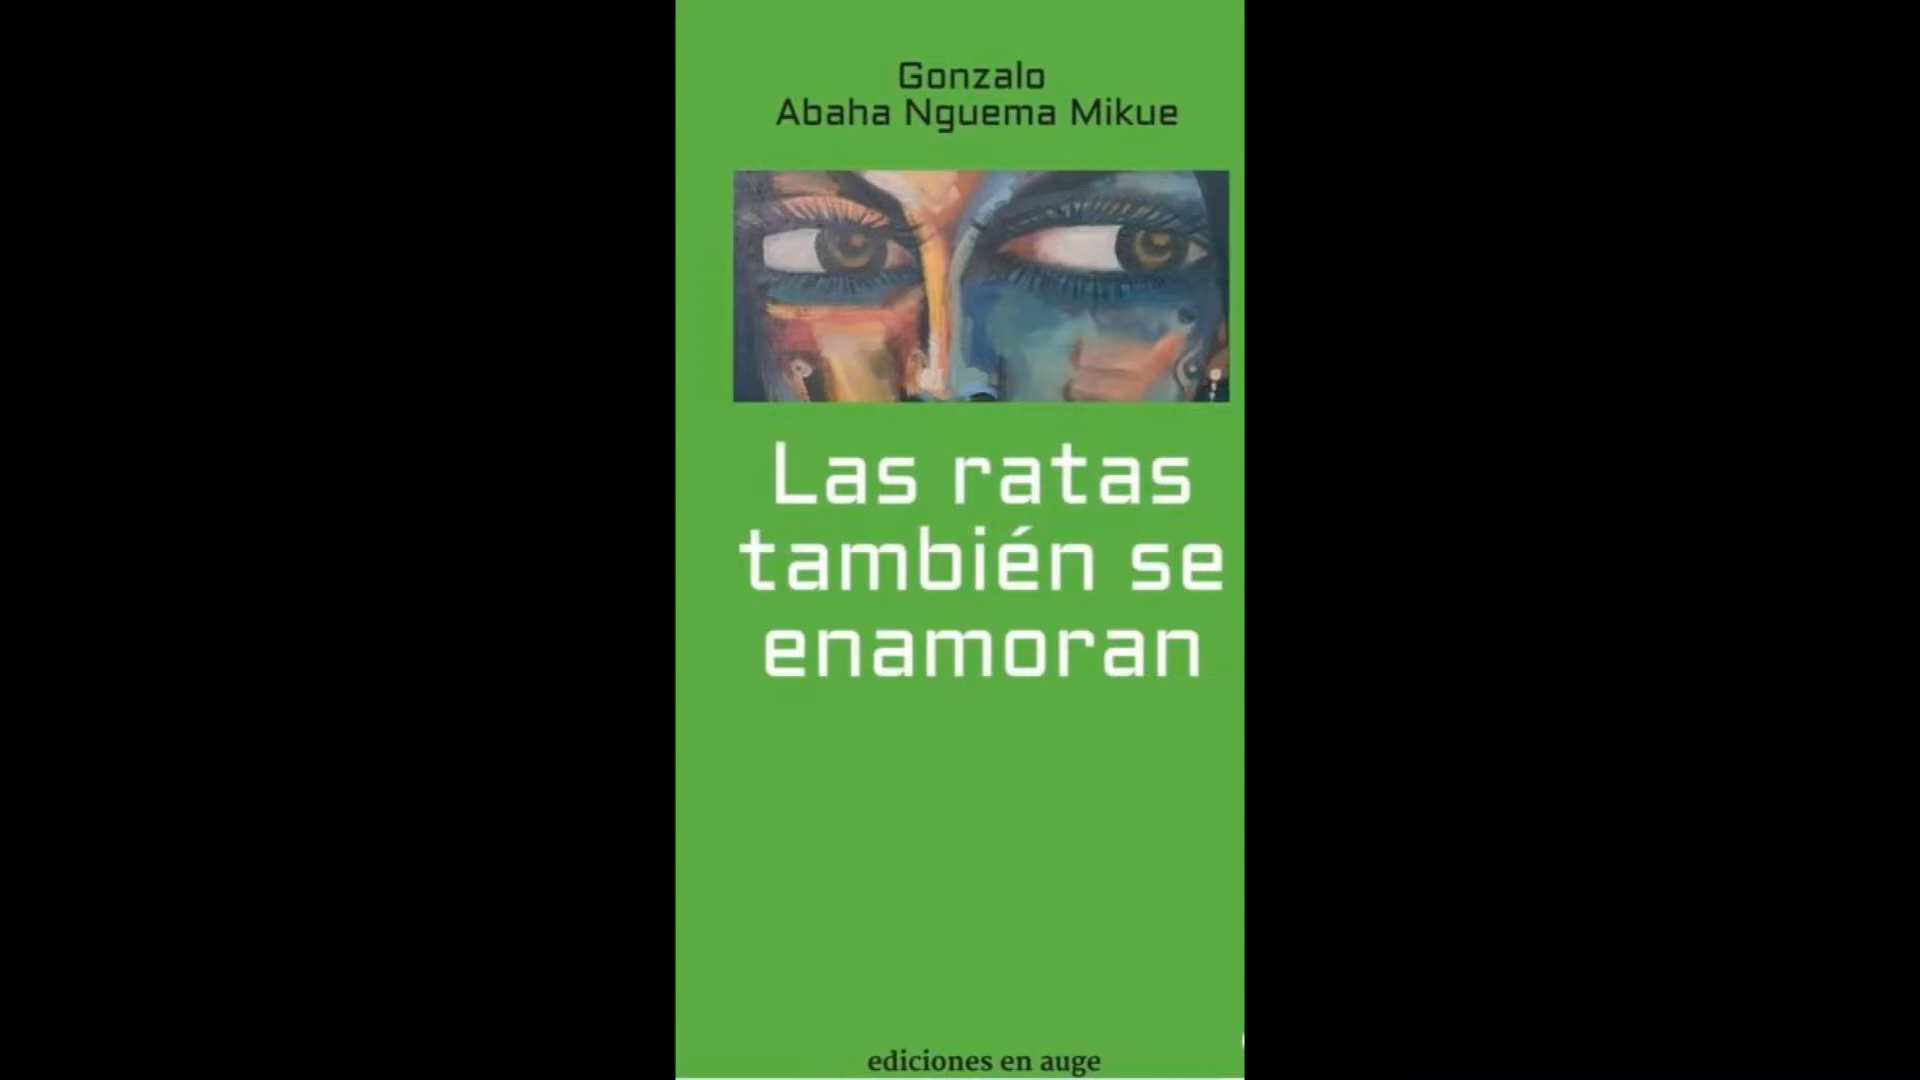 Gonzalo
Abaha Nguema Mikue
Las ratas
también se
enamoran
ediciones en auge